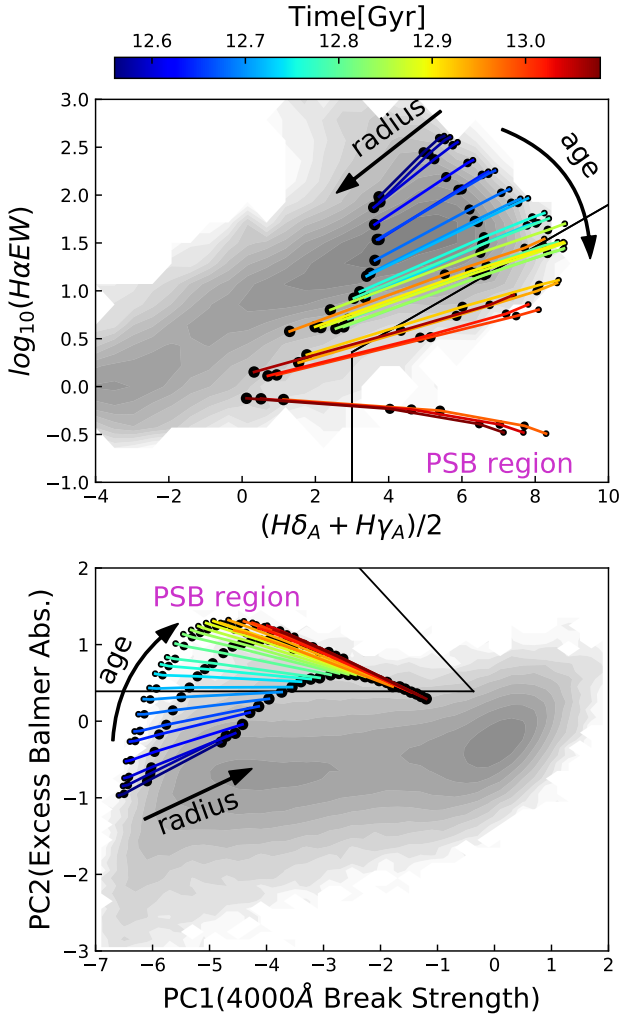 Time[Gyr]
12.6 12.7 12.8 12.9 13.0
3.0
2.5
2.0
1.5
1.0
0.5
0.0
−0.5
−1.0
log₁₀(HαEW)
radius
age
PSB region
−4 −2 0 2 4 6 8 10
(Hδ_A + Hγ_A)/2
2
1
0
−1
−2
−3
PC2(Excess Balmer Abs.)
PSB region
age
radius
−7 −6 −5 −4 −3 −2 −1 0 1 2
PC1(4000Å Break Strength)